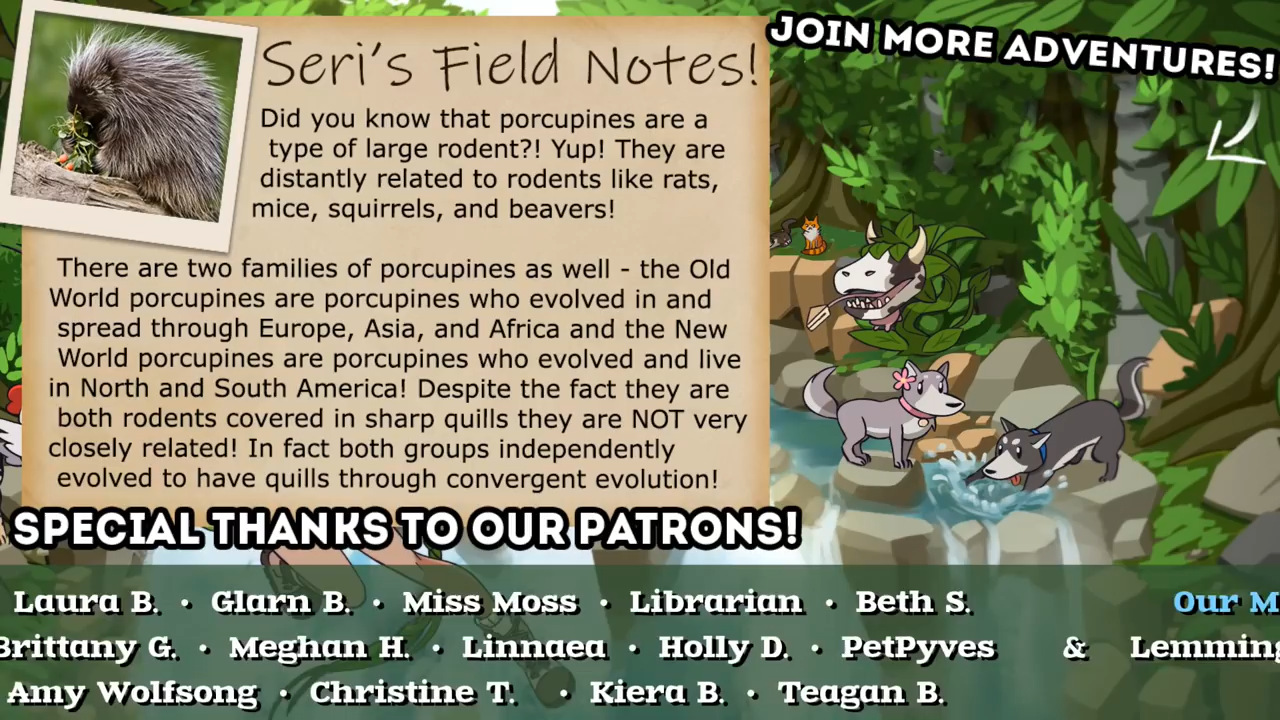 Seri's Field Notes!
Did you know that porcupines are a
type of large rodent?! Yup! They are
distantly related to rodents like rats,
mice, squirrels, and beavers!
There are two families of porcupines as well - the Old
World porcupines are porcupines who evolved in and
spread through Europe, Asia, and Africa and the New
World porcupines are porcupines who evolved and live
in North and South America! Despite the fact they are
both rodents covered in sharp quills they are NOT very
closely related! In fact both groups independently
evolved to have quills through convergent evolution!
JOIN MORE ADVENTURES!
SPECIAL THANKS TO OUR PATRONS!
Laura B. • Glarn B. • Miss Moss • Librarian • Beth S. Our M
Brittany G. • Meghan H. • Linnaea • Holly D. • PetPyves & Lemming
Amy Wolfsong • Christine T. • Kiera B. • Teagan B.